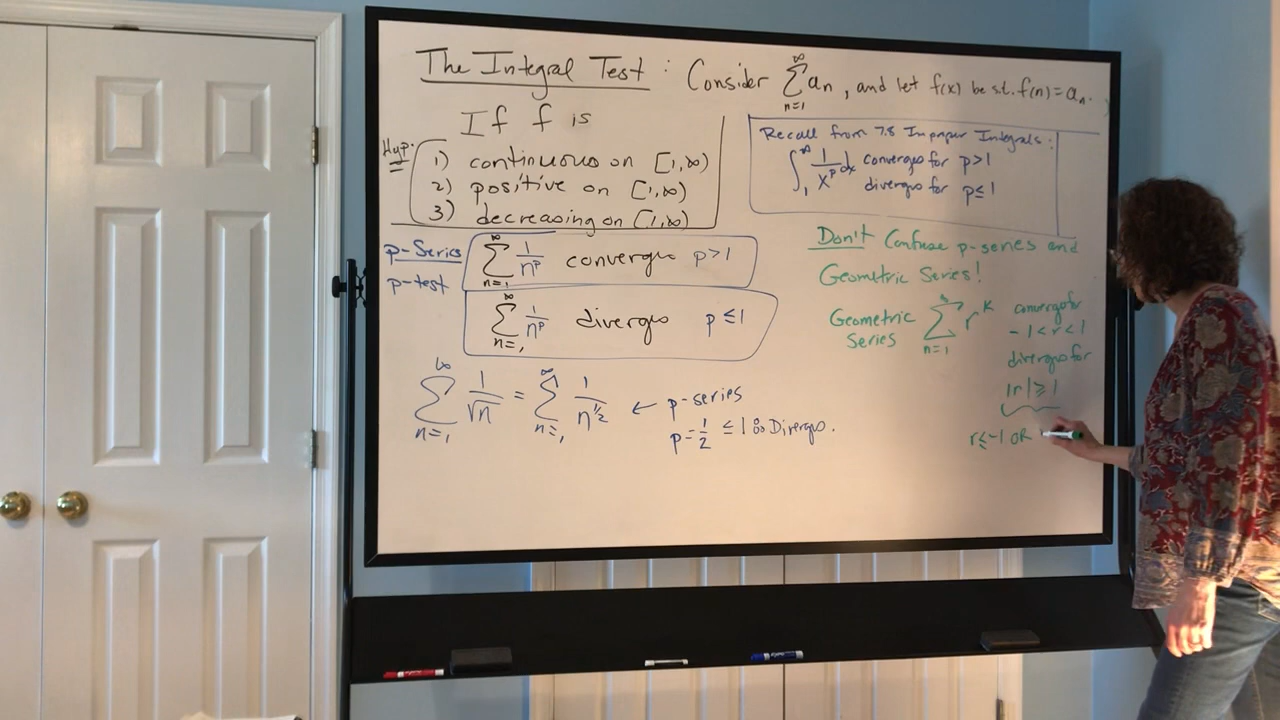 The Integral Test : Consider ∞∑n=1 an, and let f(x) be s.t. f(n)=an.
If f is
Hyp:
1) continuous on [1,∞)
2) positive on [1,∞)
3) decreasing on [1,∞)
Recall from 7.8 Improper Integrals:
∫₁^∞ 1/x^p dx converges for p>1
diverges for p≤1
p-Series
p-test
∞∑n=1 1/n^p converges p>1
∞∑n=1 1/n^p diverges p≤1
∞∑n=1 1/√n = ∞∑n=1 1/n^½ ← p-series
p=1/2 ≤1 ∴ Diverges.
Don't Confuse p-series and
Geometric Series!
Geometric Series ∞∑n=1 r^k converges for
-1<r<1
diverges for
|r|≥1
r≤-1 OR